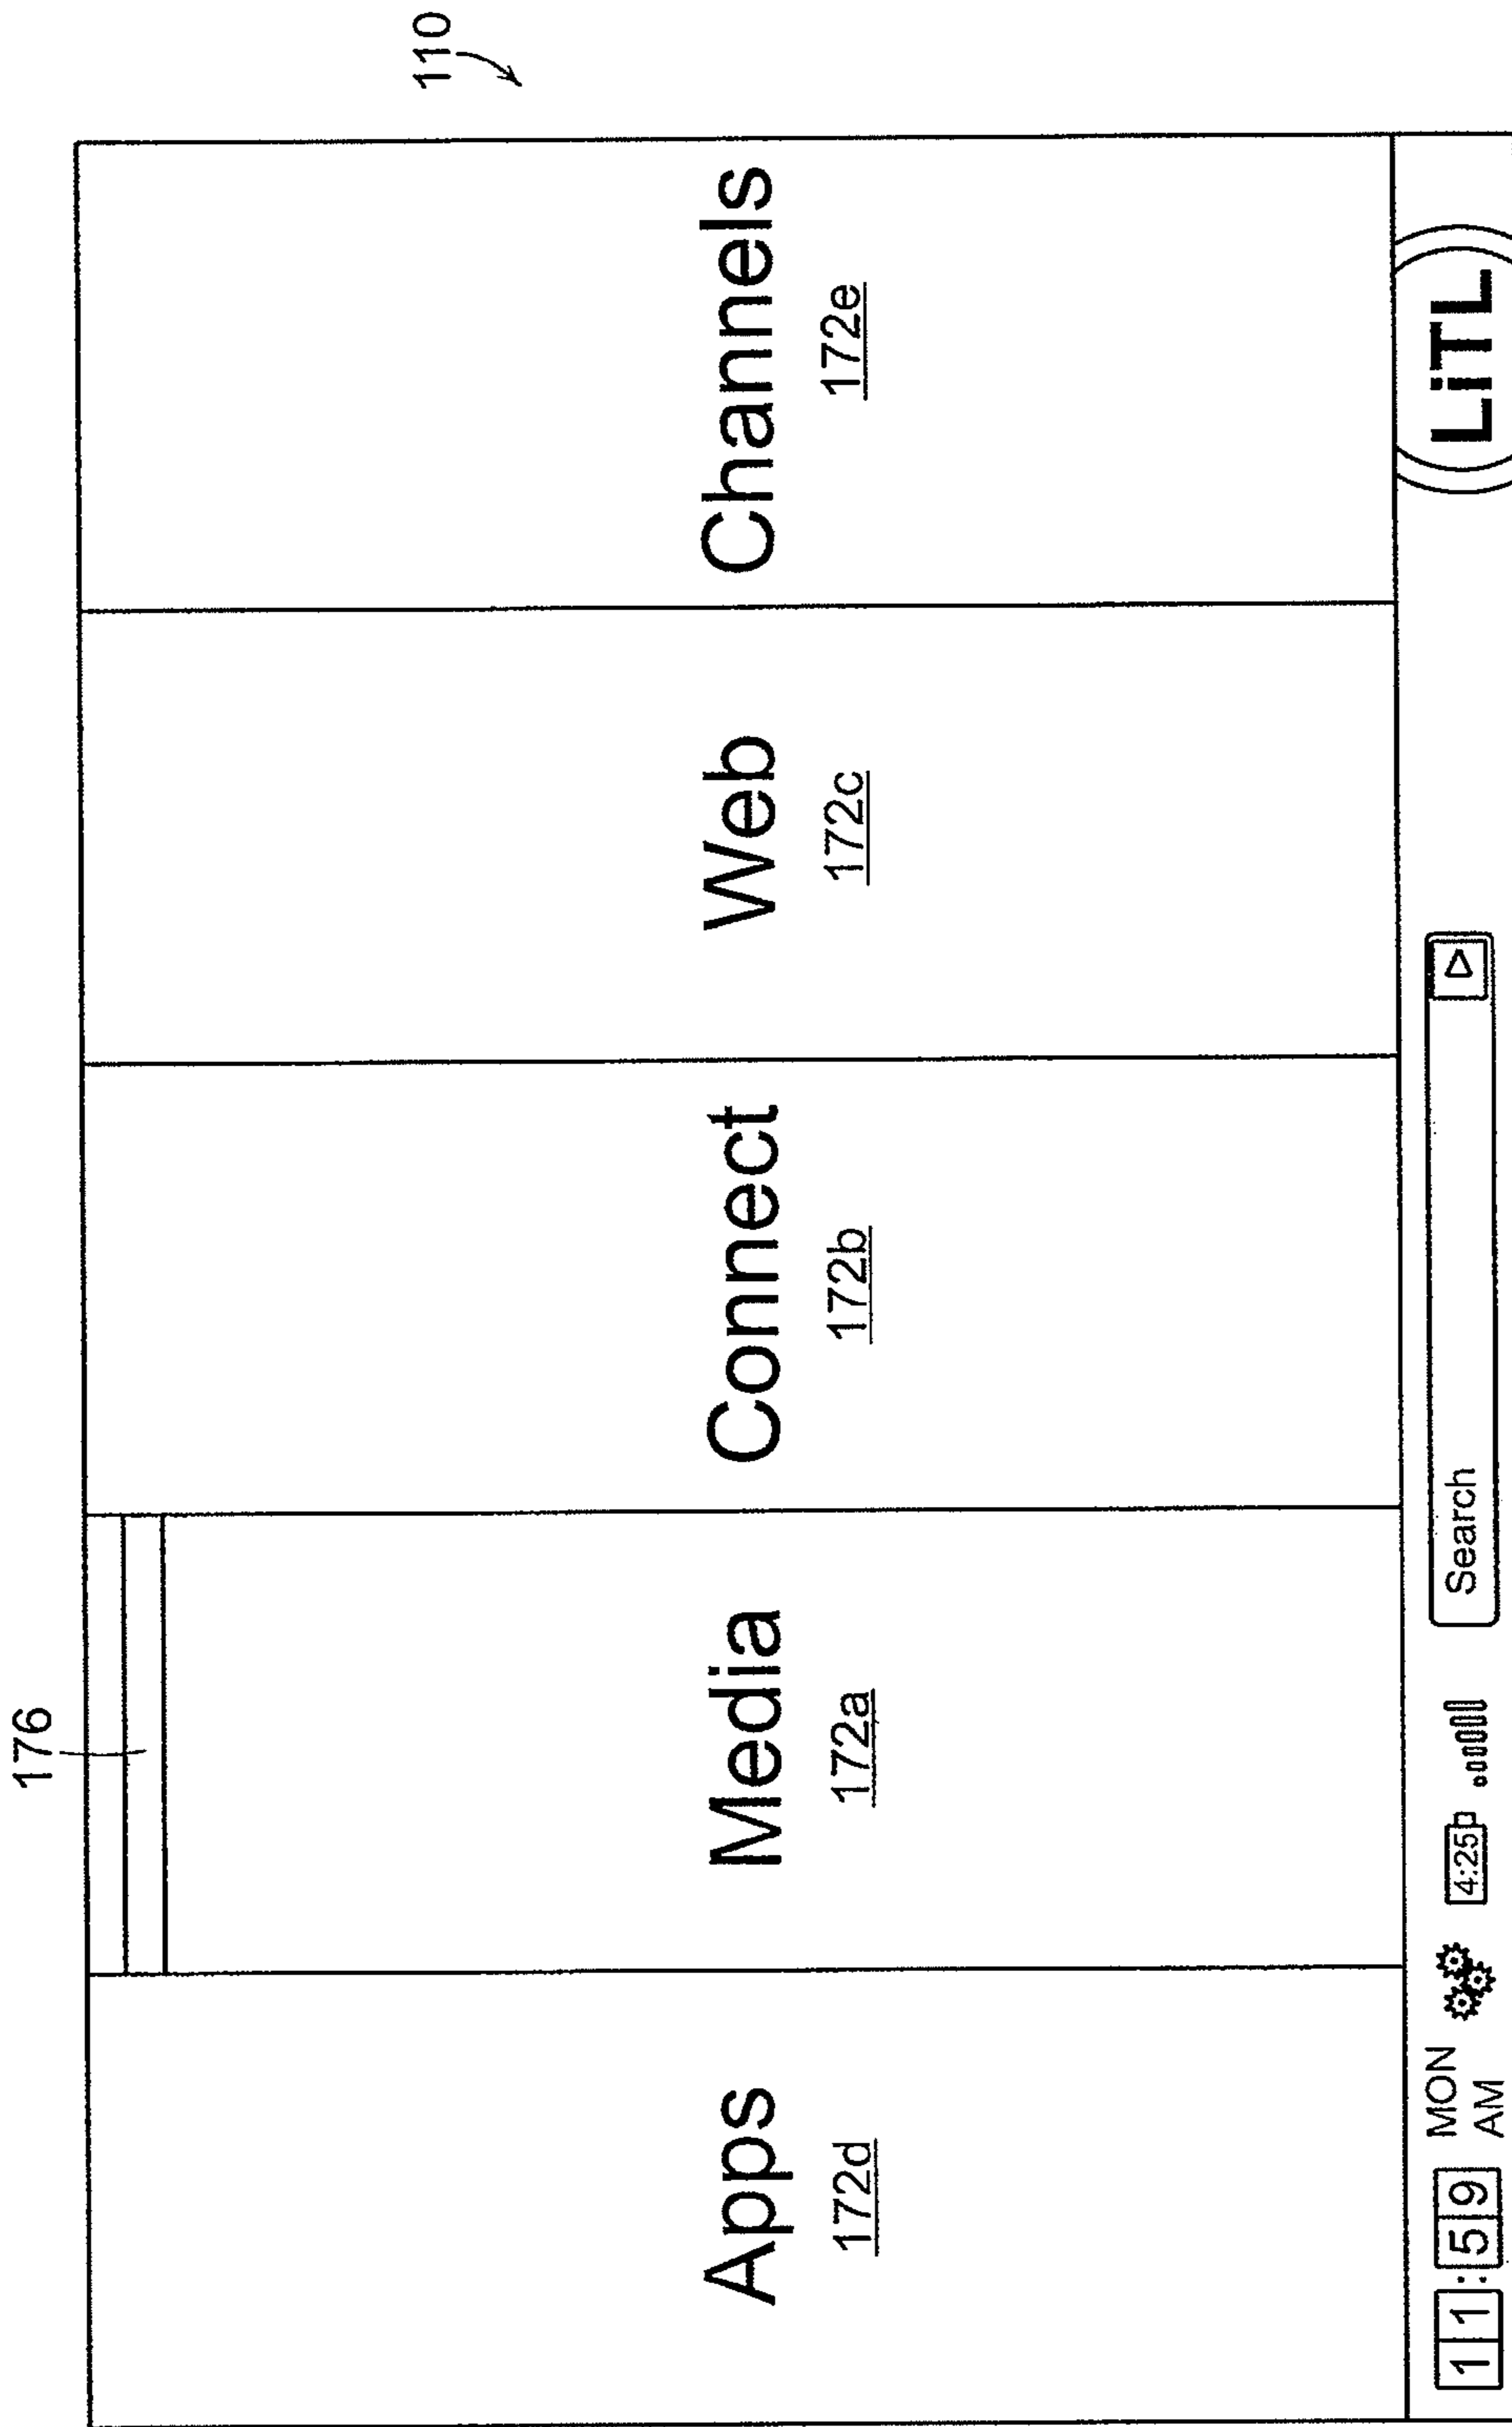 110
176
Apps
Media
Connect
Web
Channels
172d
172a
172b
172c
172e
11:59
MON
AM
4:25
Search
LiTL